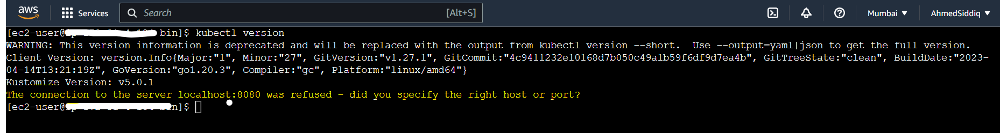 aws Services Search [Alt+S] Mumbai AhmedSiddiq
[ec2-user@ bin]$ kubectl version
WARNING: This version information is deprecated and will be replaced with the output from kubectl version --short.  Use --output=yaml|json to get the full version.
Client Version: version.Info{Major:"1", Minor:"27", GitVersion:"v1.27.1", GitCommit:"4c9411232e10168d7b050c49a1b59f6df9d7ea4b", GitTreeState:"clean", BuildDate:"2023-
04-14T13:21:19Z", GoVersion:"go1.20.3", Compiler:"gc", Platform:"linux/amd64"}
Kustomize Version: v5.0.1
The connection to the server localhost:8080 was refused - did you specify the right host or port?
[ec2-user@ in]$